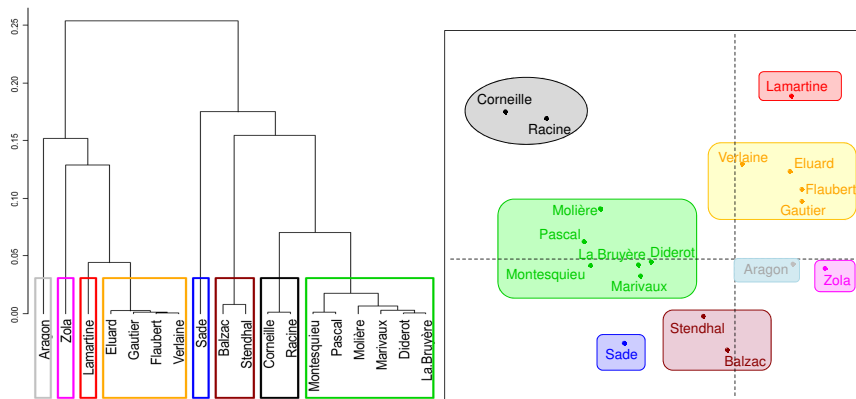 0.25
0.20
0.15
0.10
0.05
0.00
Aragon
Zola
Lamartine
Eluard
Gautier
Flaubert
Verlaine
Sade
Balzac
Stendhal
Corneille
Racine
Montesquieu
Pascal
Molière
Marivaux
Diderot
La.Bruyère
Lamartine
Corneille
Racine
Verlaine
Eluard
Flaubert
Gautier
Molière
Pascal
La.Bruyère
Diderot
Montesquieu
Marivaux
Aragon
Zola
Stendhal
Sade
Balzac